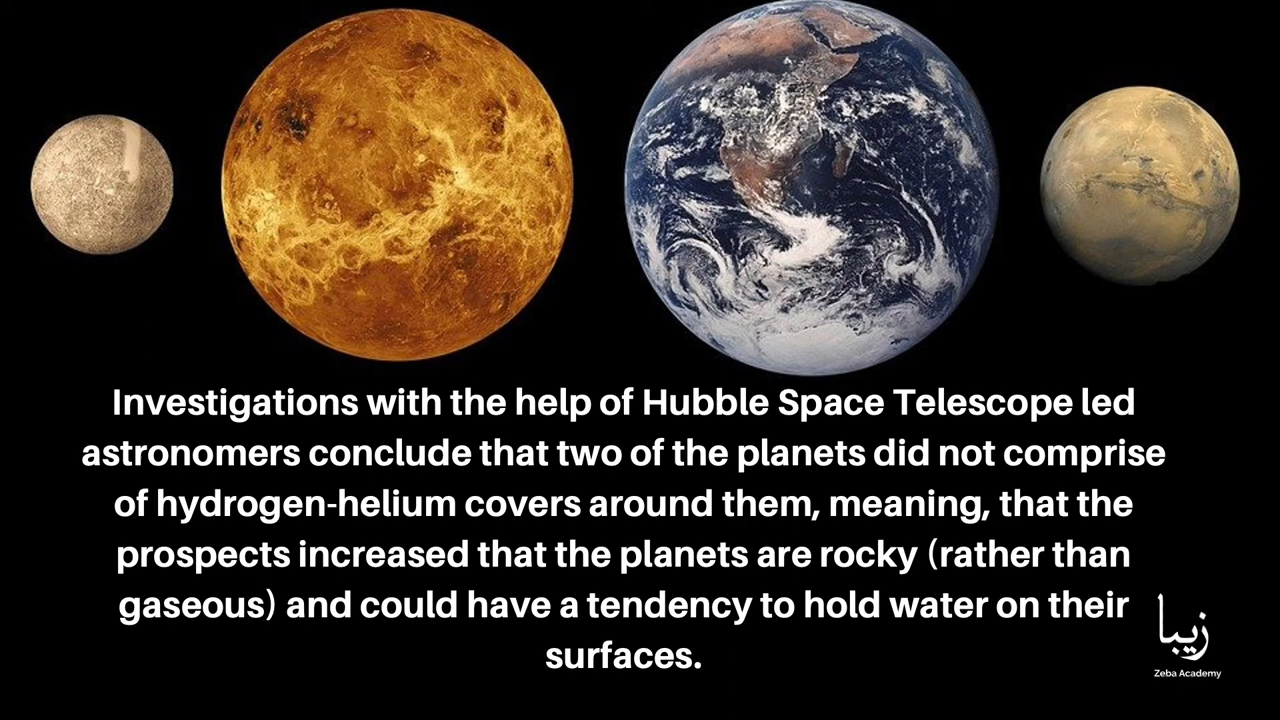 Investigations with the help of Hubble Space Telescope led
astronomers conclude that two of the planets did not comprise
of hydrogen-helium covers around them, meaning, that the
prospects increased that the planets are rocky (rather than
gaseous) and could have a tendency to hold water on their
surfaces.
زیبا
Zeba Academy